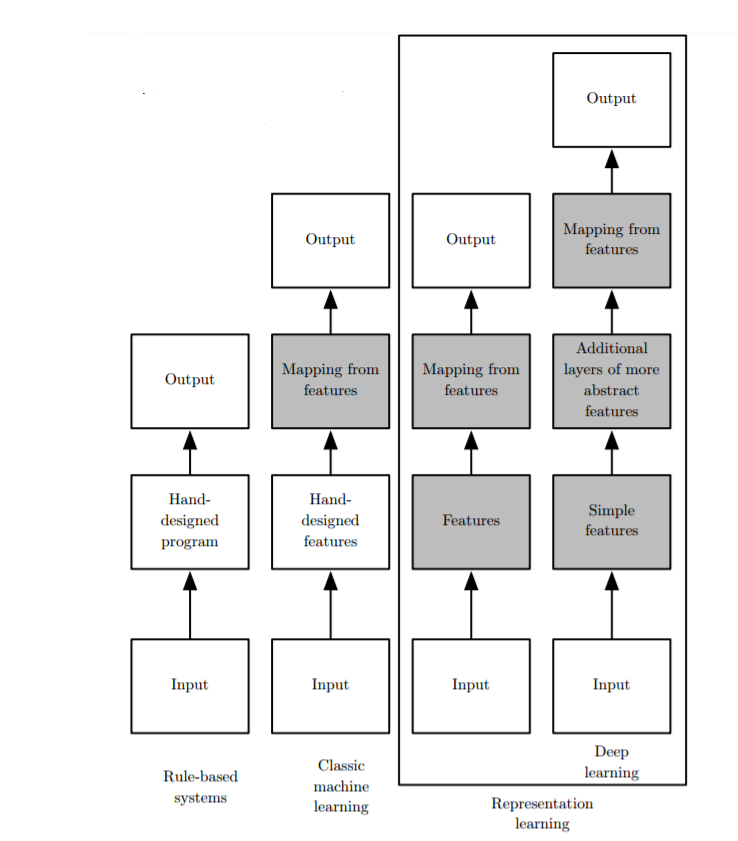 Output
Mapping from
features
Additional
layers of more
abstract
features
Simple
features
Input
Deep
learning
Output
Mapping from
features
Features
Input
Representation
learning
Output
Mapping from
features
Hand-
designed
features
Input
Classic
machine
learning
Output
Hand-
designed
program
Input
Rule-based
systems